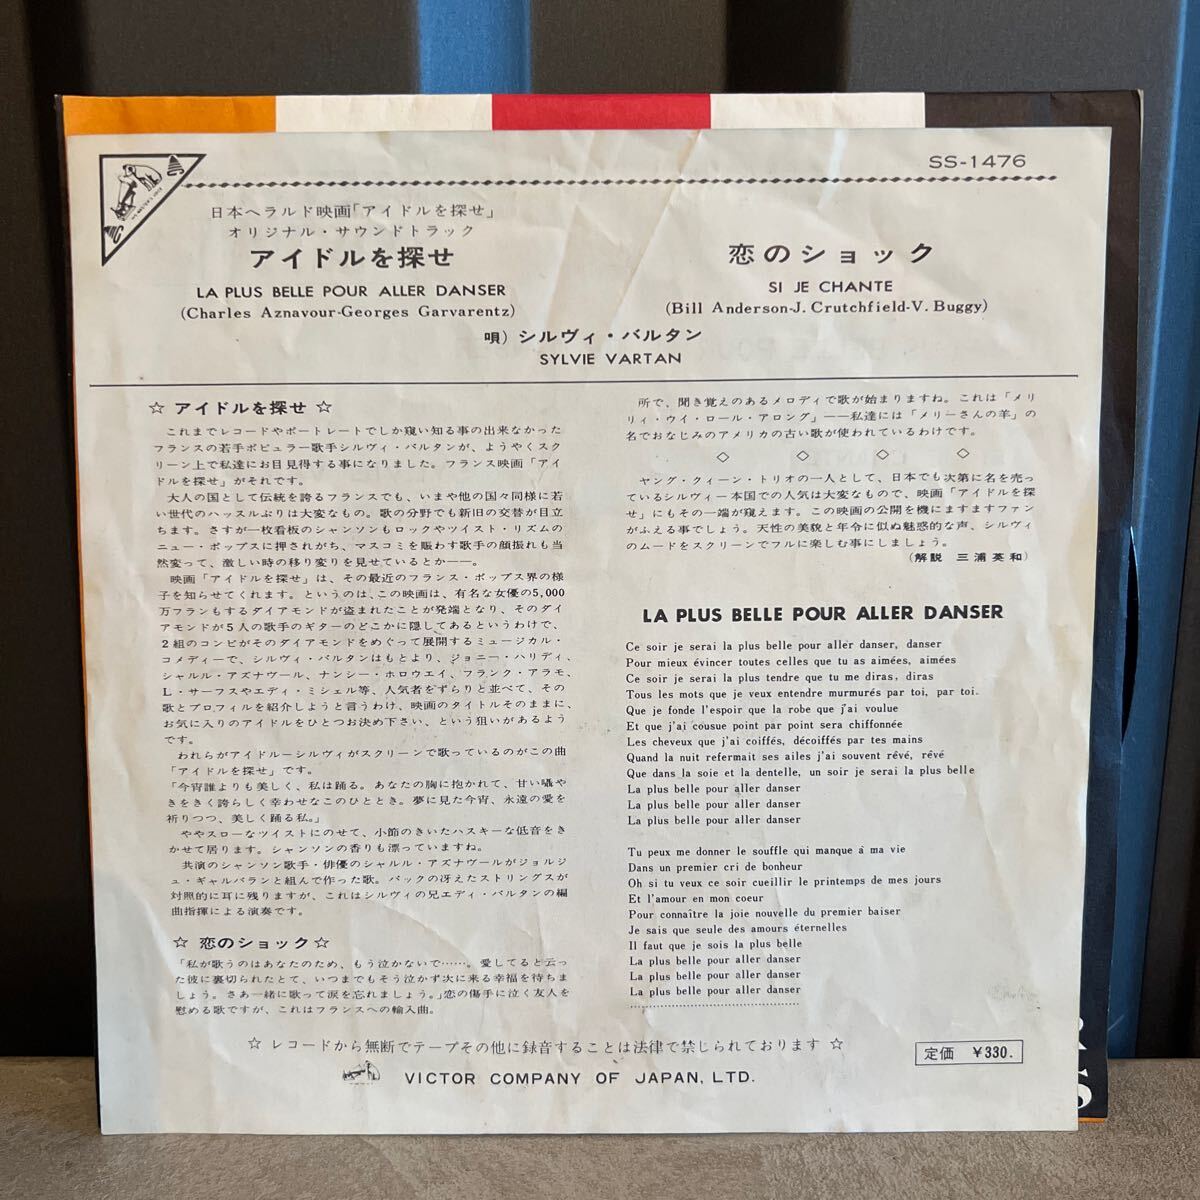 SS-1476
日本ヘラルド映画「アイドルを探せ」
オリジナル・サウンドトラック
アイドルを探せ
LA PLUS BELLE POUR ALLER DANSER
(Charles Aznavour-Georges Garvarentz)
恋のショック
SI JE CHANTE
(Bill Anderson-J. Crutchfield-V. Buggy)
唄) シルヴィ・バルタン
SYLVIE VARTAN
☆ アイドルを探せ ☆
これまでレコードやポートレートでしか窺い知る事の出来なかった
フランスの若手ポピュラー歌手シルヴィ・バルタンが、ようやくスク
リーン上で私達にお目見得する事になりました。フランス映画「アイ
ドルを探せ」がそれです。
大人の国として伝統を誇るフランスでも、いまや他の国々同様に若
い世代のハッスルぶりは大変なもの。歌の分野でも新旧の交替が目立
ちます。さすが一枚看板のシャンソンもロックやツイスト・リズムの
ニュー・ポップスに押されがち、マスコミを賑わす歌手の顔振れも当
然変って、激しい時の移り変りを見せているとか――。
映画「アイドルを探せ」は、その最近のフランス・ポップス界の様
子を知らせてくれます。というのは、この映画は、有名な女優の5,000
万フランもするダイアモンドが盗まれたことが発端となり、そのダイ
アモンドが5人の歌手のギターのどこかに隠してあるというわけで、
2組のコンビがそのダイアモンドをめぐって展開するミュージカル・
コメディーで、シルヴィ・バルタンはもとより、ジョニー・ハリディ、
シャルル・アズナヴール、ナンシー・ホロウエイ、フランク・アラモ、
L・サーフスやエディ・ミシェル等、人気者をずらりと並べて、その
歌とプロフィルを紹介しようと言うわけ、映画のタイトルそのままに、
お気に入りのアイドルをひとつお決め下さい、という狙いがあるよう
です。
われらがアイドルーシルヴィがスクリーンで歌っているのがこの曲
「アイドルを探せ」です。
「今宵誰よりも美しく、私は踊る。あなたの胸に抱かれて、甘い囁や
きをきく誇らしく幸わせなこのひととき。夢に見た今宵、永遠の愛を
祈りつつ、美しく踊る私。」
ややスローなツイストにのせて、小節のきいたハスキーな低音をき
かせて居ります。シャンソンの香りも漂っていますね。
共演のシャンソン歌手・俳優のシャルル・アズナヴールがジョルジ
ュ・ギャルバランと組んで作った歌。バックの冴えたストリングスが
対照的に耳に残りますが、これはシルヴィの兄エディ・バルタンの編
曲指揮による演奏です。
☆ 恋のショック☆
「私が歌うのはあなたのため、もう泣かないで……。愛してると云っ
た彼に裏切られたとて、いつまでもそう泣かず次に来る幸福を待ちま
しょう。さあ一緒に歌って涙を忘れましょう。」恋の傷手に泣く友人を
慰める歌ですが、これはフランスへの輸入曲。
所で、聞き覚えのあるメロディで歌が始まりますね。これは「メリ
リィ・ウイ・ロール・アロング」――私達には「メリーさんの羊」の
名でおなじみのアメリカの古い歌が使われているわけです。
◇ ◇ ◇ ◇
ヤング・クィーン・トリオの一人として、日本でも次第に名を売っ
ているシルヴィー本国での人気は大変なもので、映画「アイドルを探
せ」にもその一端が窺えます。この映画の公開を機にますますファン
がふえる事でしょう。天性の美貌と年令に似ぬ魅惑的な声、シルヴィ
のムードをスクリーンでフルに楽しむ事にしましょう。
(解説 三浦英和)
LA PLUS BELLE POUR ALLER DANSER
Ce soir je serai la plus belle pour aller danser, danser
Pour mieux évincer toutes celles que tu as aimées, aimées
Ce soir je serai la plus tendre que tu me diras, diras
Tous les mots que je veux entendre murmurés par toi, par toi.
Que je fonde l'espoir que la robe que j'ai voulue
Et que j'ai cousue point par point sera chiffonnée
Les cheveux que j'ai coiffés, décoiffés par tes mains
Quand la nuit refermait ses ailes j'ai souvent rêvé, rêvé
Que dans la soie et la dentelle, un soir je serai la plus belle
La plus belle pour aller danser
La plus belle pour aller danser
La plus belle pour aller danser
Tu peux me donner le souffle qui manque à ma vie
Dans un premier cri de bonheur
Oh si tu veux ce soir cueillir le printemps de mes jours
Et l'amour en mon coeur
Pour connaître la joie nouvelle du premier baiser
Je sais que seule des amours éternelles
Il faut que je sois la plus belle
La plus belle pour aller danser
La plus belle pour aller danser
La plus belle pour aller danser
☆ レコードから無断でテープその他に録音することは法律で禁じられております ☆
定価 ￥330.
VICTOR COMPANY OF JAPAN, LTD.